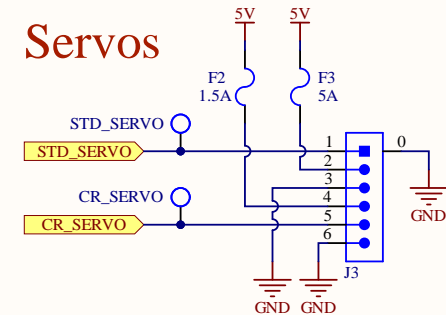 Servos
5V 5V
F2 F3
1.5A 5A
STD_SERVO
STD_SERVO 1 0
2
CR_SERVO 3
4
CR_SERVO 5
6
GND
J3
GND GND